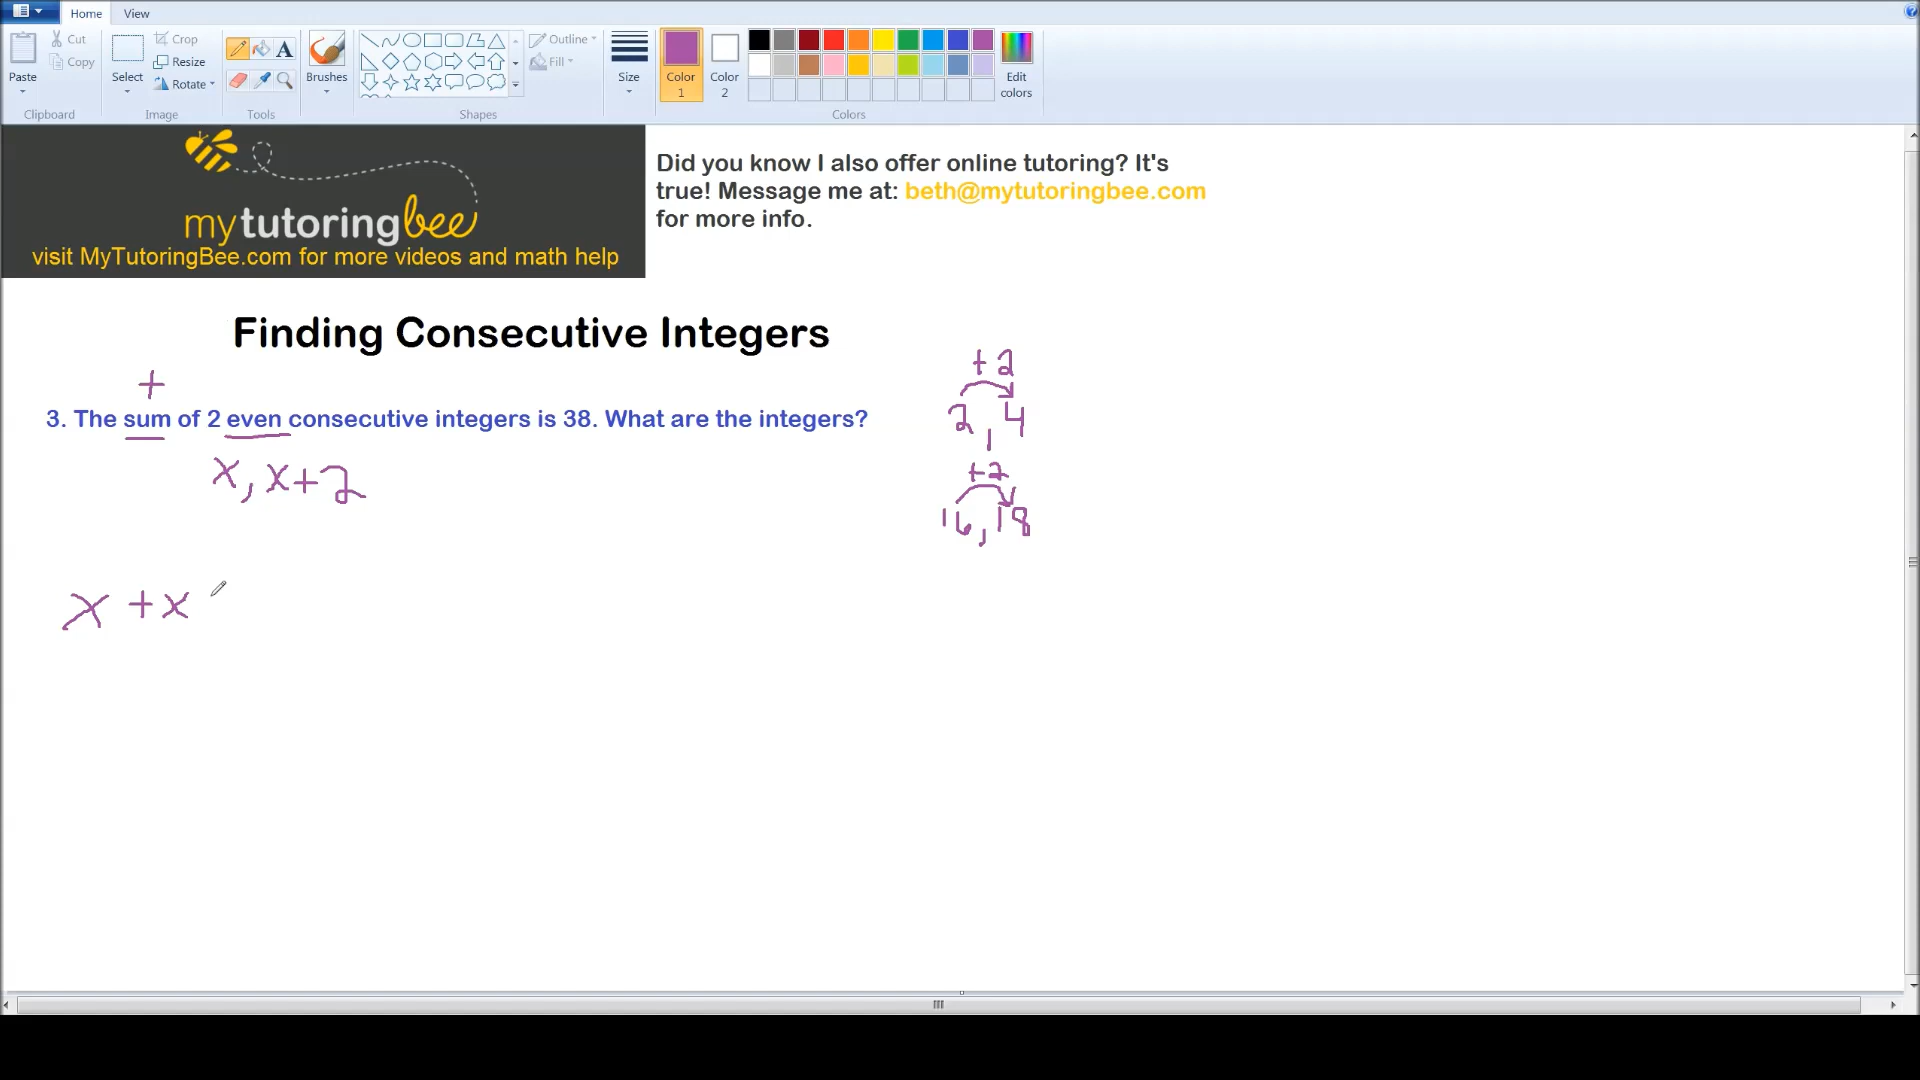 Home View
Paste
Cut
Copy
Clipboard
Select
Crop
Resize
Rotate
Image
A
Tools
Brushes
Shapes
Outline
Fill
Size
Color 1
Color 2
Edit colors
Colors
mytutoringbee
visit MyTutoringBee.com for more videos and math help
Did you know I also offer online tutoring? It's
true! Message me at: beth@mytutoringbee.com
for more info.
Finding Consecutive Integers
+
3. The sum of 2 even consecutive integers is 38. What are the integers?
x, x+2
x +x
+2
2, 4
+2
16, 18